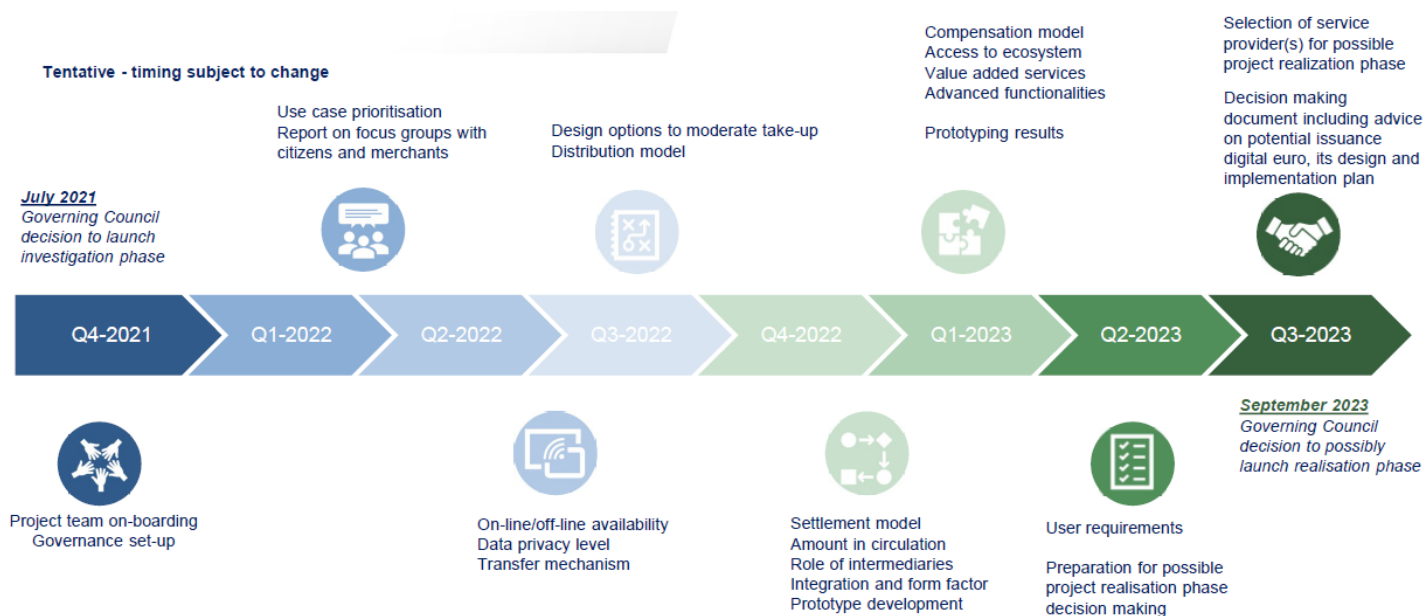 Tentative - timing subject to change
July 2021
Governing Council
decision to launch
investigation phase
Use case prioritisation
Report on focus groups with
citizens and merchants
Design options to moderate take-up
Distribution model
Compensation model
Access to ecosystem
Value added services
Advanced functionalities
Prototyping results
Selection of service
provider(s) for possible
project realization phase
Decision making
document including advice
on potential issuance
digital euro, its design and
implementation plan
Q4-2021
Q1-2022
Q2-2022
Q3-2022
Q4-2022
Q1-2023
Q2-2023
Q3-2023
Project team on-boarding
Governance set-up
On-line/off-line availability
Data privacy level
Transfer mechanism
Settlement model
Amount in circulation
Role of intermediaries
Integration and form factor
Prototype development
User requirements
Preparation for possible
project realisation phase
decision making
September 2023
Governing Council
decision to possibly
launch realisation phase